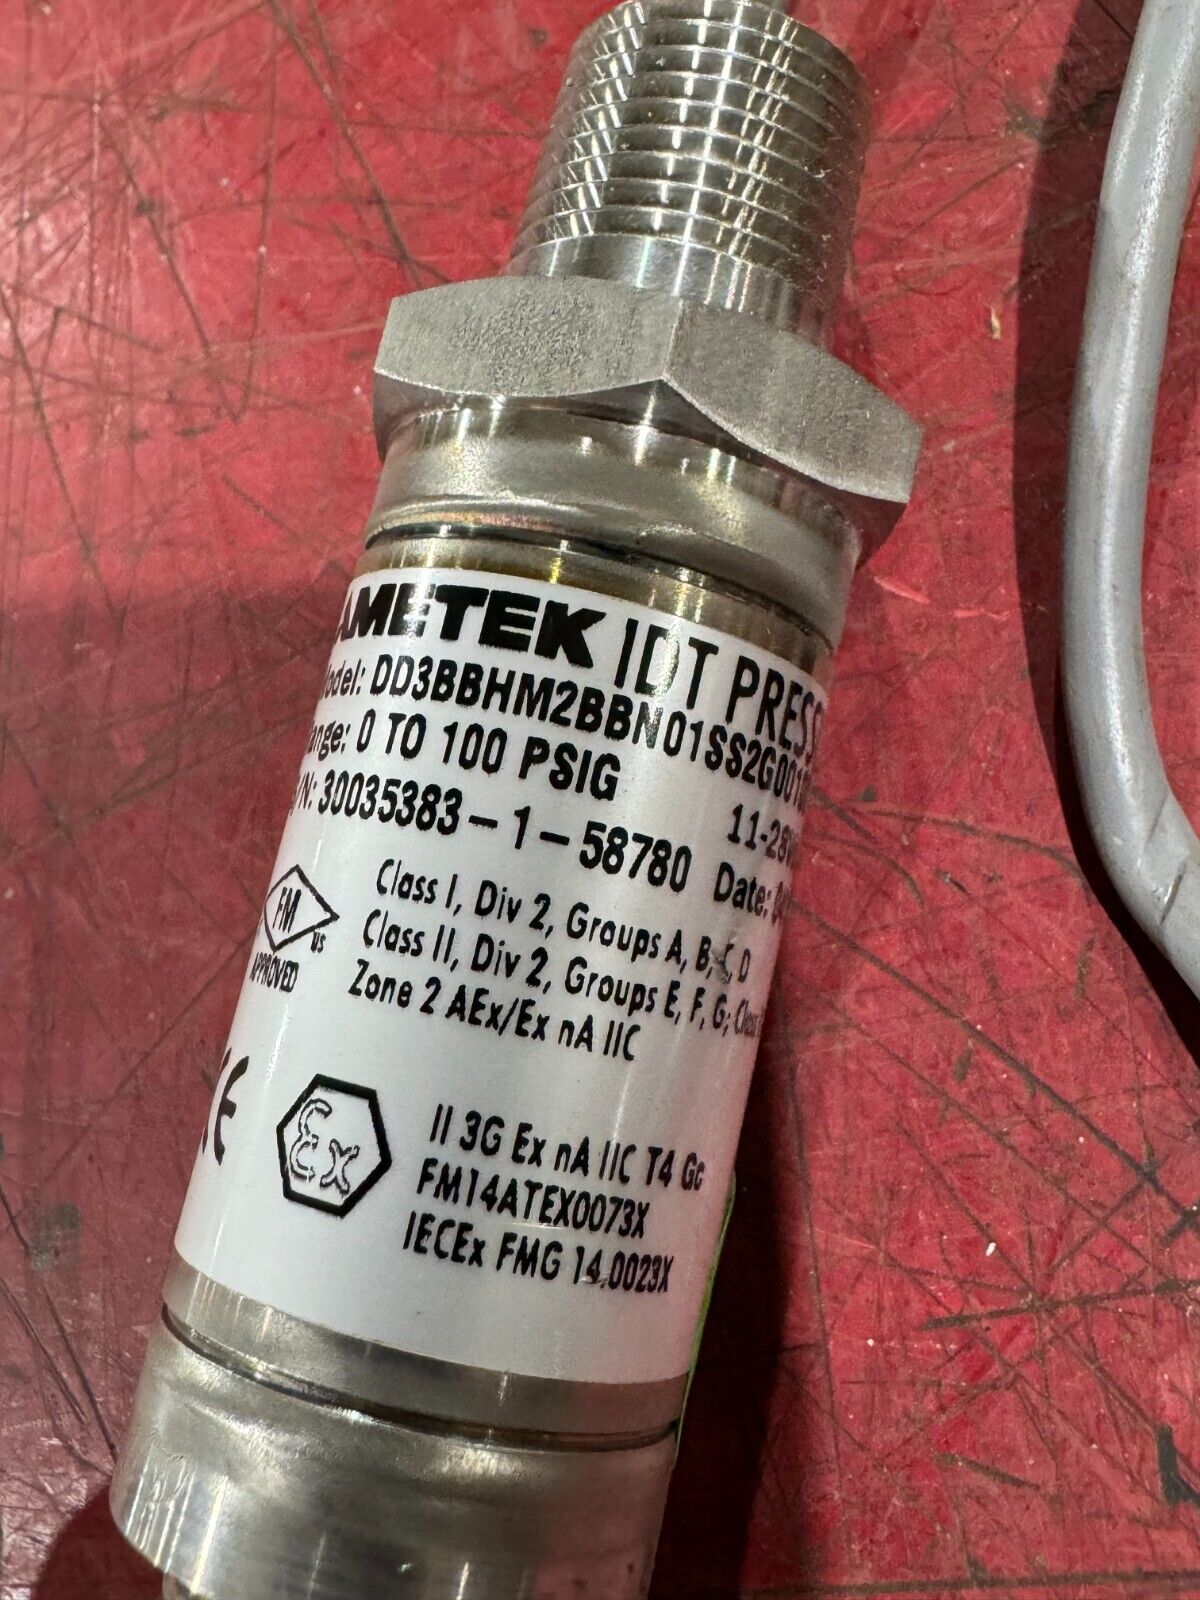 AMETEK IDT
Model: DD3BBHM2BBN01SS2G001
Range: 0 TO 100 PSIG
11-28V
S/N: 30035383-1-58780 Date:
FM
US
APPROVED
Class I, Div 2, Groups A, B, C, D
Class II, Div 2, Groups E, F, G; Class
Zone 2 AEx/Ex nA IIC
CE
Ex
II 3G Ex nA IIC T4 Gc
FM14ATEX0073X
IECEx FMG 14.0023X